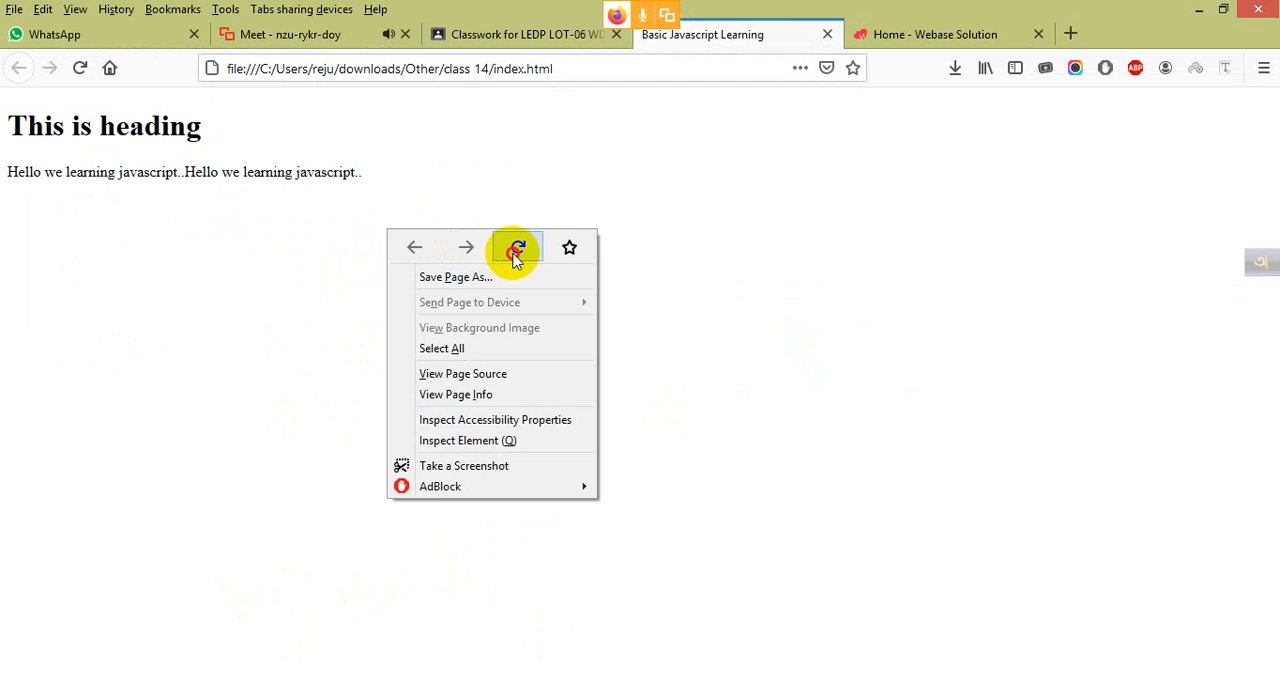 File Edit View History Bookmarks Tools Tabs sharing devices Help
WhatsApp Meet - nzu-rykr-doy Classwork for LEDP LOT-06 WD Basic Javascript Learning Home - Webase Solution
file:///C:/Users/reju/downloads/Other/class 14/index.html ABP T
This is heading
Hello we learning javascript..Hello we learning javascript..
Save Page As...
Send Page to Device
View Background Image
Select All
View Page Source
View Page Info
Inspect Accessibility Properties
Inspect Element (Q)
Take a Screenshot
AdBlock